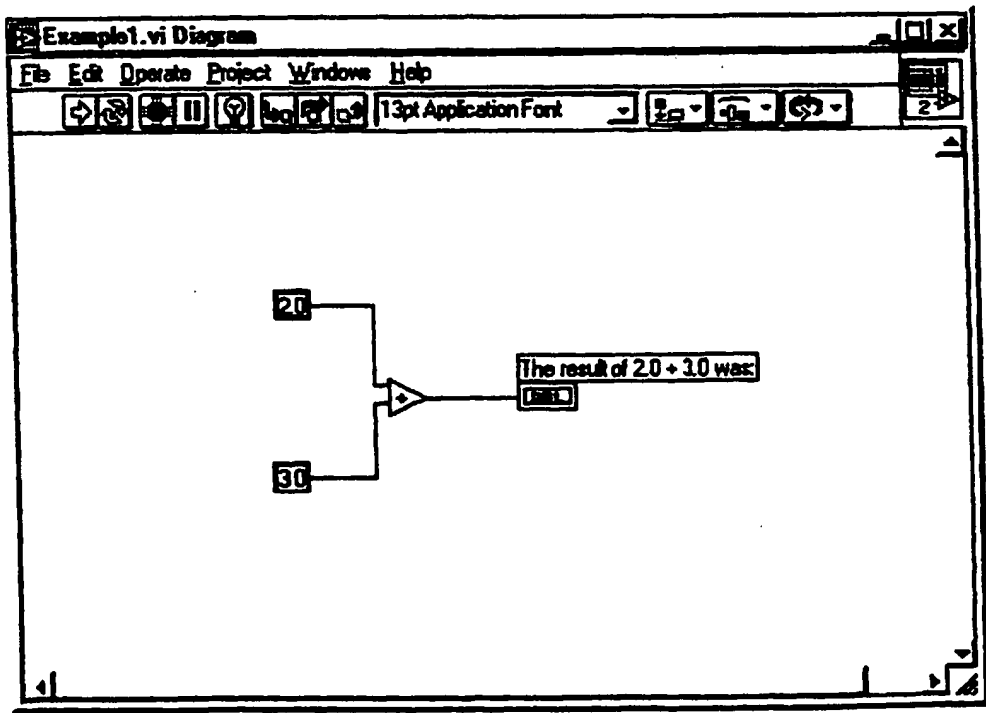 Example1.vi Diagram
File Edit Operate Project Windows Help
13pt Application Font
2
2.0
The result of 2.0 + 3.0 was:
+
3.0